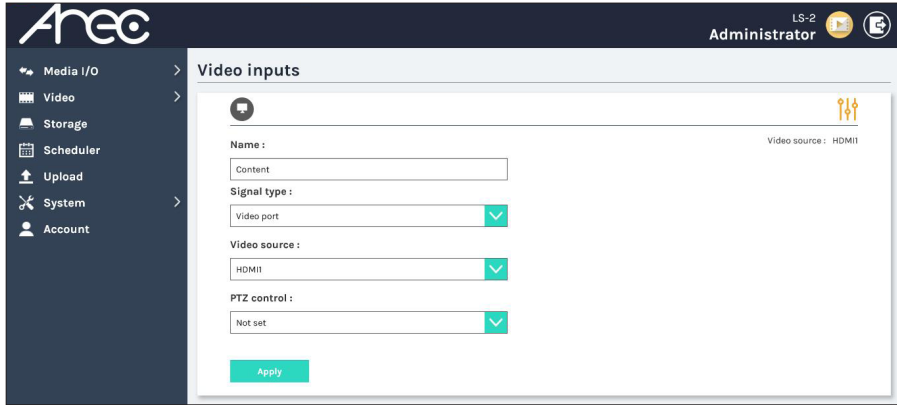 Arec
LS-2
Administrator
Media I/O
Video
Storage
Scheduler
Upload
System
Account
Video inputs
Video source : HDMI1
Name :
Content
Signal type :
Video port
Video source :
HDMI1
PTZ control :
Not set
Apply